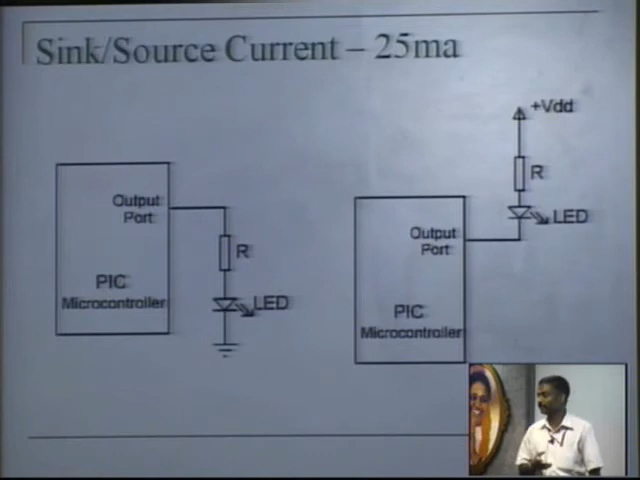 Sink/Source Current – 25ma
Output
Port
R
LED
PIC
Microcontroller
+Vdd
R
LED
Output
Port
PIC
Microcontroller